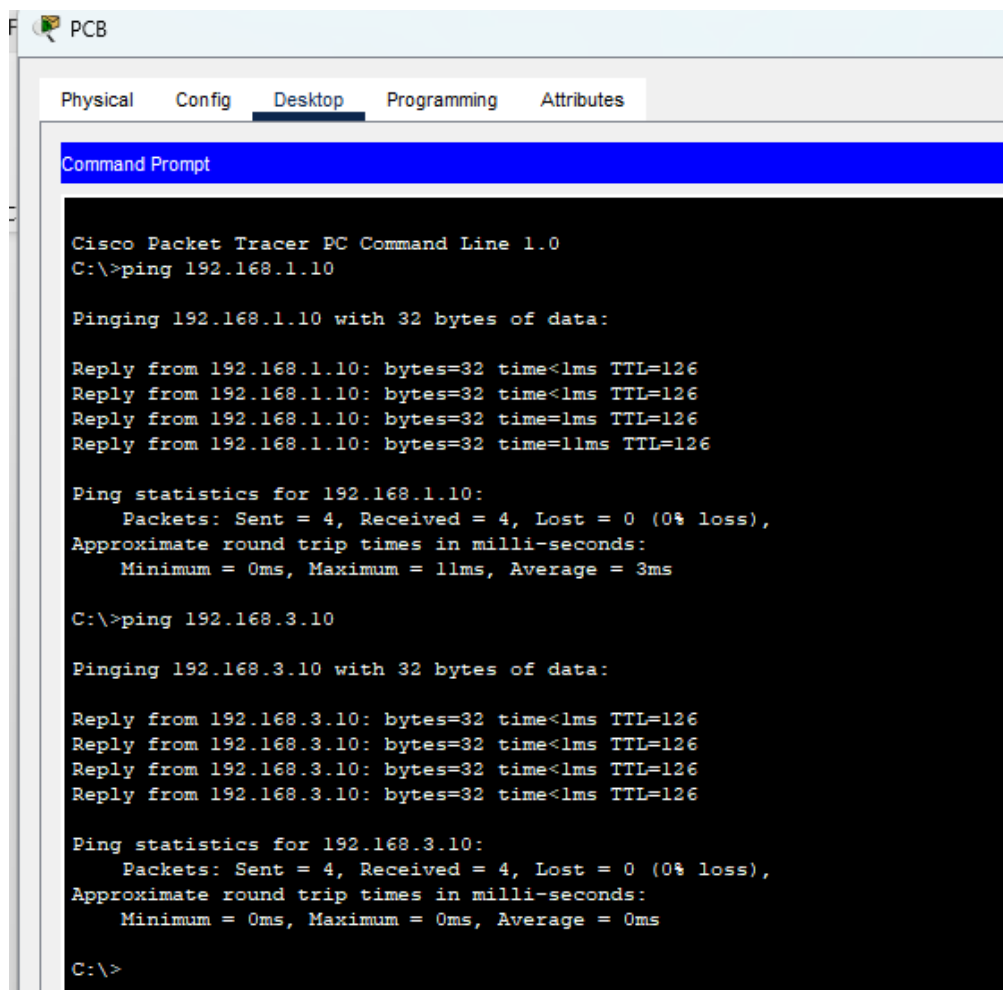 PCB
Physical Config Desktop Programming Attributes
Command Prompt
Cisco Packet Tracer PC Command Line 1.0
C:\>ping 192.168.1.10
Pinging 192.168.1.10 with 32 bytes of data:
Reply from 192.168.1.10: bytes=32 time<1ms TTL=126
Reply from 192.168.1.10: bytes=32 time<1ms TTL=126
Reply from 192.168.1.10: bytes=32 time=1ms TTL=126
Reply from 192.168.1.10: bytes=32 time=11ms TTL=126
Ping statistics for 192.168.1.10:
Packets: Sent = 4, Received = 4, Lost = 0 (0% loss),
Approximate round trip times in milli-seconds:
Minimum = 0ms, Maximum = 11ms, Average = 3ms
C:\>ping 192.168.3.10
Pinging 192.168.3.10 with 32 bytes of data:
Reply from 192.168.3.10: bytes=32 time<1ms TTL=126
Reply from 192.168.3.10: bytes=32 time<1ms TTL=126
Reply from 192.168.3.10: bytes=32 time<1ms TTL=126
Reply from 192.168.3.10: bytes=32 time<1ms TTL=126
Ping statistics for 192.168.3.10:
Packets: Sent = 4, Received = 4, Lost = 0 (0% loss),
Approximate round trip times in milli-seconds:
Minimum = 0ms, Maximum = 0ms, Average = 0ms
C:\>